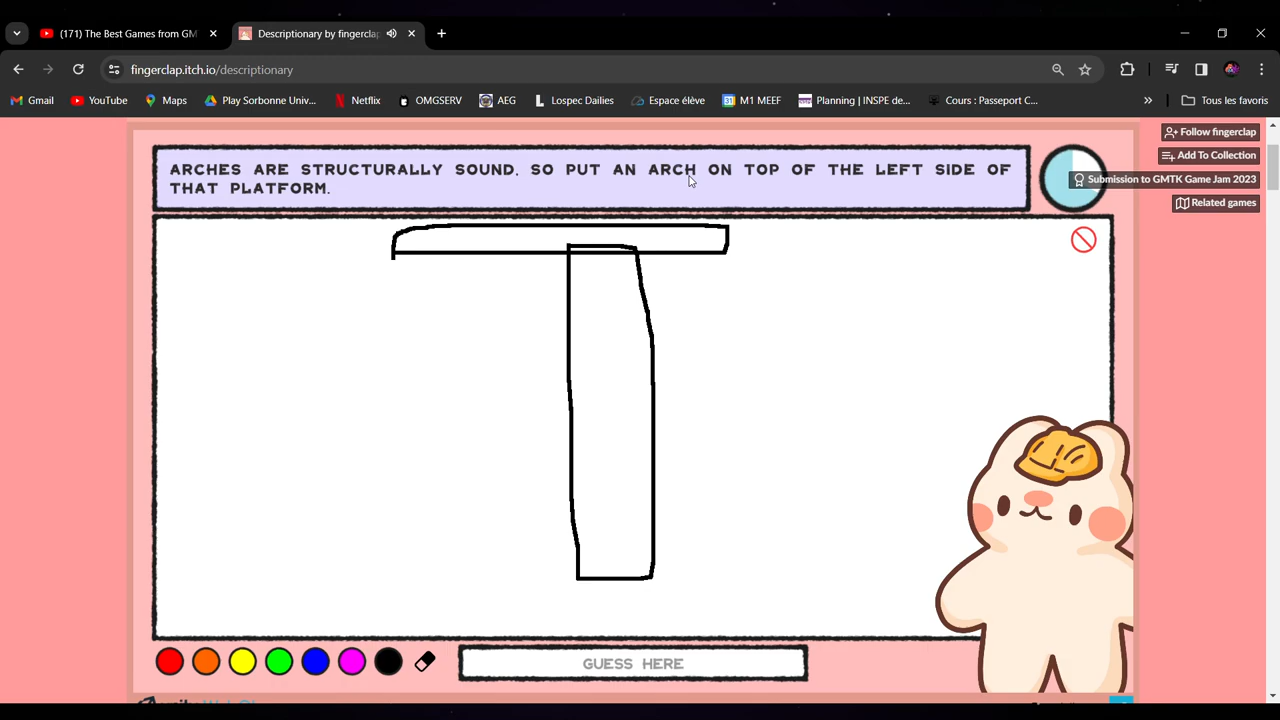 (171) The Best Games from GM
Descriptionary by fingerclap
fingerclap.itch.io/descriptionary
Gmail YouTube Maps Play Sorbonne Univ... Netflix OMGSERV AEG Lospec Dailies Espace élève 31 M1 MEEF Planning | INSPE de... Cours : Passeport C... » Tous les favoris
Follow fingerclap
Add To Collection
Submission to GMTK Game Jam 2023
Related games
ARCHES ARE STRUCTURALLY SOUND, SO PUT AN ARCH ON TOP OF THE LEFT SIDE OF
THAT PLATFORM.
GUESS HERE